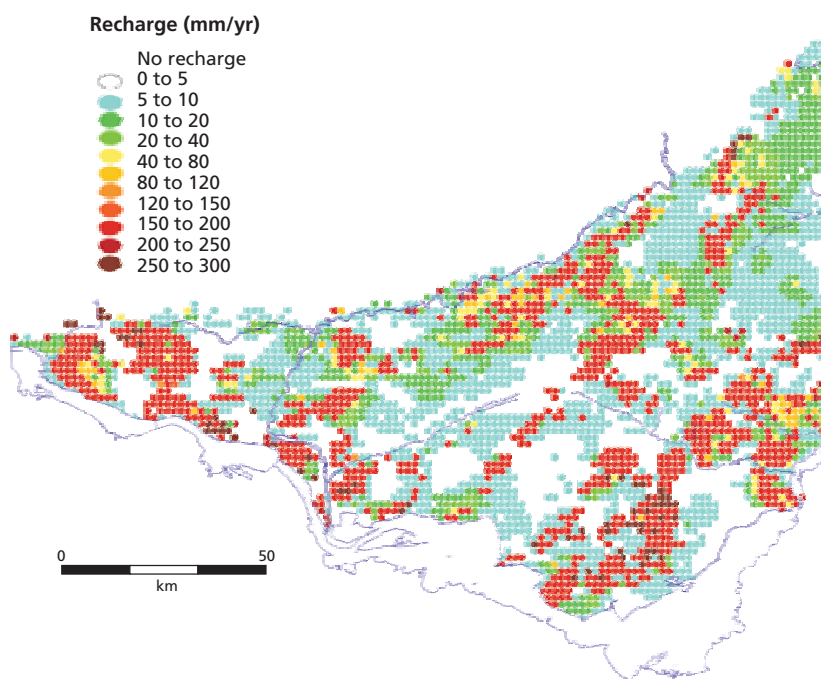 Recharge (mm/yr)
No recharge
0 to 5
5 to 10
10 to 20
20 to 40
40 to 80
80 to 120
120 to 150
150 to 200
200 to 250
250 to 300
0 50
km